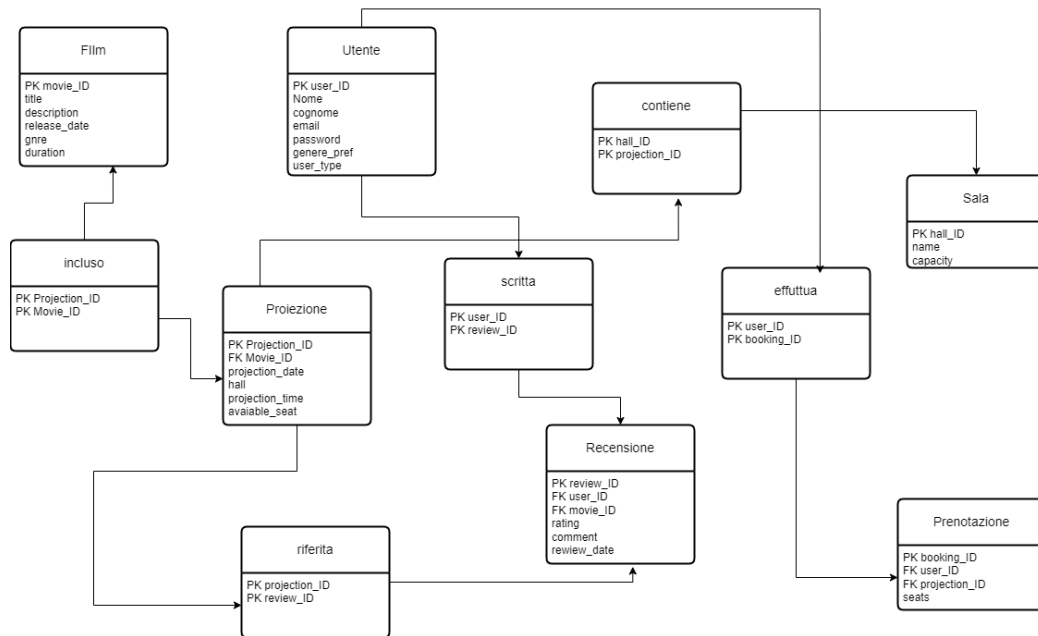 FIlm
PK movie_ID
title
description
release_date
gnre
duration
Utente
PK user_ID
Nome
cognome
email
password
genere_pref
user_type
contiene
PK hall_ID
PK projection_ID
Sala
PK hall_ID
name
capacity
incluso
PK Projection_ID
PK Movie_ID
Proiezione
PK Projection_ID
FK Movie_ID
projection_date
hall
projection_time
avaiable_seat
scritta
PK user_ID
PK review_ID
effuttua
PK user_ID
PK booking_ID
Recensione
PK review_ID
FK user_ID
FK movie_ID
rating
comment
rewiew_date
riferita
PK projection_ID
PK review_ID
Prenotazione
PK booking_ID
FK user_ID
FK projection_ID
seats